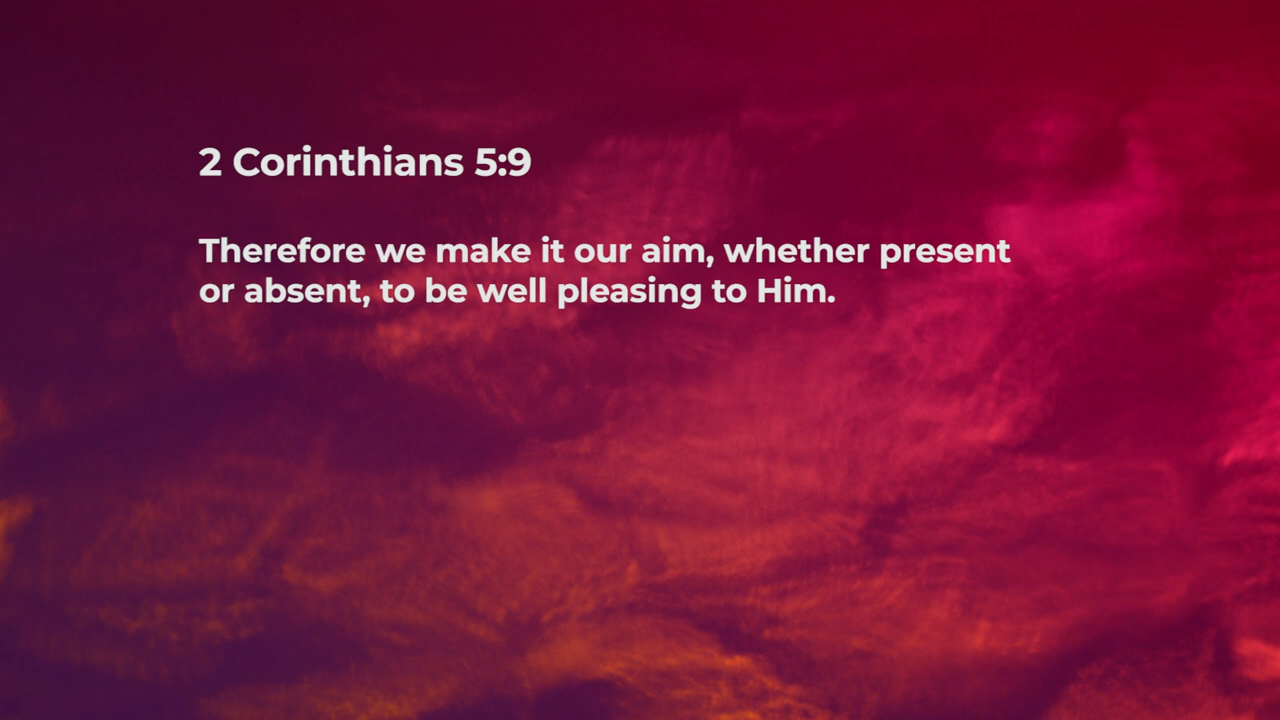 2 Corinthians 5:9
Therefore we make it our aim, whether present
or absent, to be well pleasing to Him.